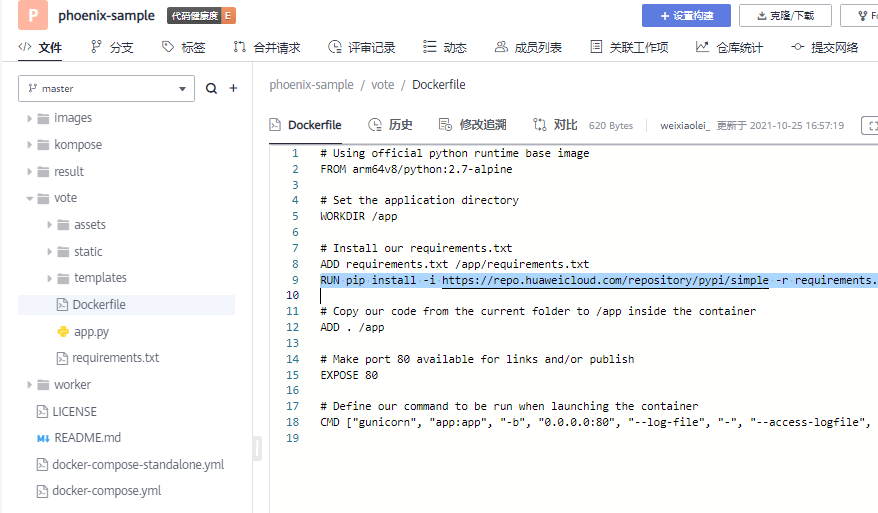 P phoenix-sample 代码健康度 E + 设置构建 克隆/下载
</> 文件 分支 标签 合并请求 评审记录 动态 成员列表 关联工作项 仓库统计 提交网络
master
phoenix-sample / vote / Dockerfile
images
kompose
result
vote
assets
static
templates
Dockerfile
app.py
requirements.txt
worker
LICENSE
README.md
docker-compose-standalone.yml
docker-compose.yml
Dockerfile 历史 修改追溯 对比 620 Bytes weixiaolei_ 更新于 2021-10-25 16:57:19
1 # Using official python runtime base image
2 FROM arm64v8/python:2.7-alpine
3
4 # Set the application directory
5 WORKDIR /app
6
7 # Install our requirements.txt
8 ADD requirements.txt /app/requirements.txt
9 RUN pip install -i https://repo.huaweicloud.com/repository/pypi/simple -r requirements.
10
11 # Copy our code from the current folder to /app inside the container
12 ADD . /app
13
14 # Make port 80 available for links and/or publish
15 EXPOSE 80
16
17 # Define our command to be run when launching the container
18 CMD ["gunicorn", "app:app", "-b", "0.0.0.0:80", "--log-file", "-", "--access-logfile",
19